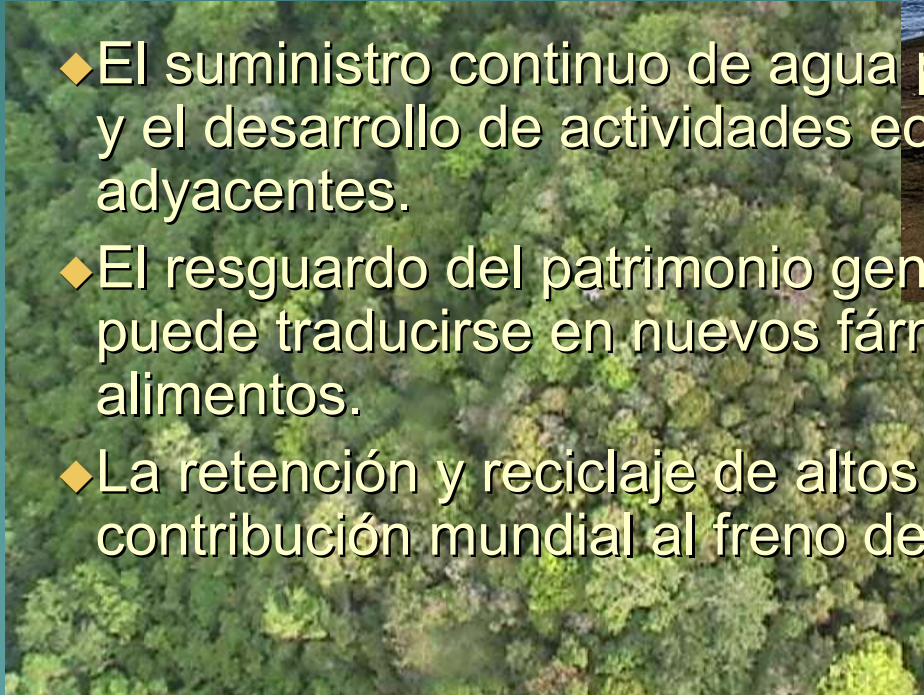 El suministro continuo de agua
y el desarrollo de actividades
adyacentes.
El resguardo del patrimonio
puede traducirse en nuevos
alimentos.
La retención y reciclaje de altos
contribución mundial al freno de